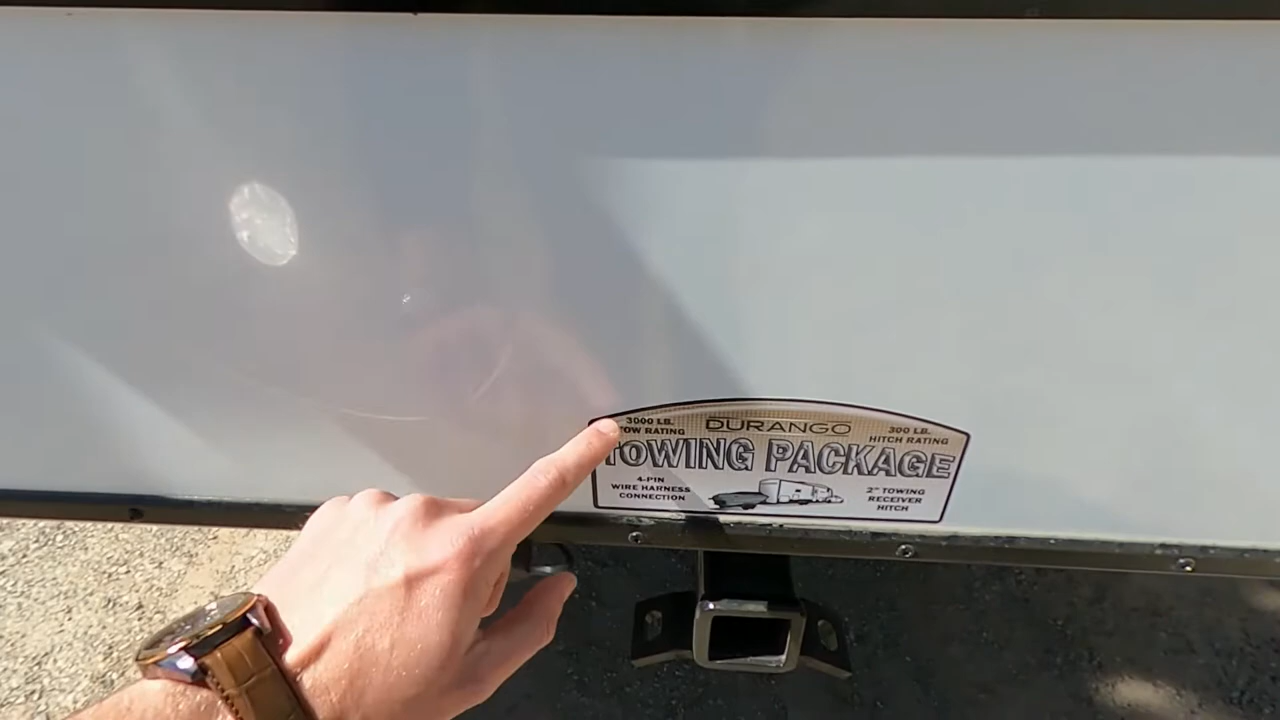 3000 LB.
TOW RATING
DURANGO
300 LB.
HITCH RATING
TOWING PACKAGE
4-PIN
WIRE HARNESS
CONNECTION
2" TOWING
RECEIVER
HITCH